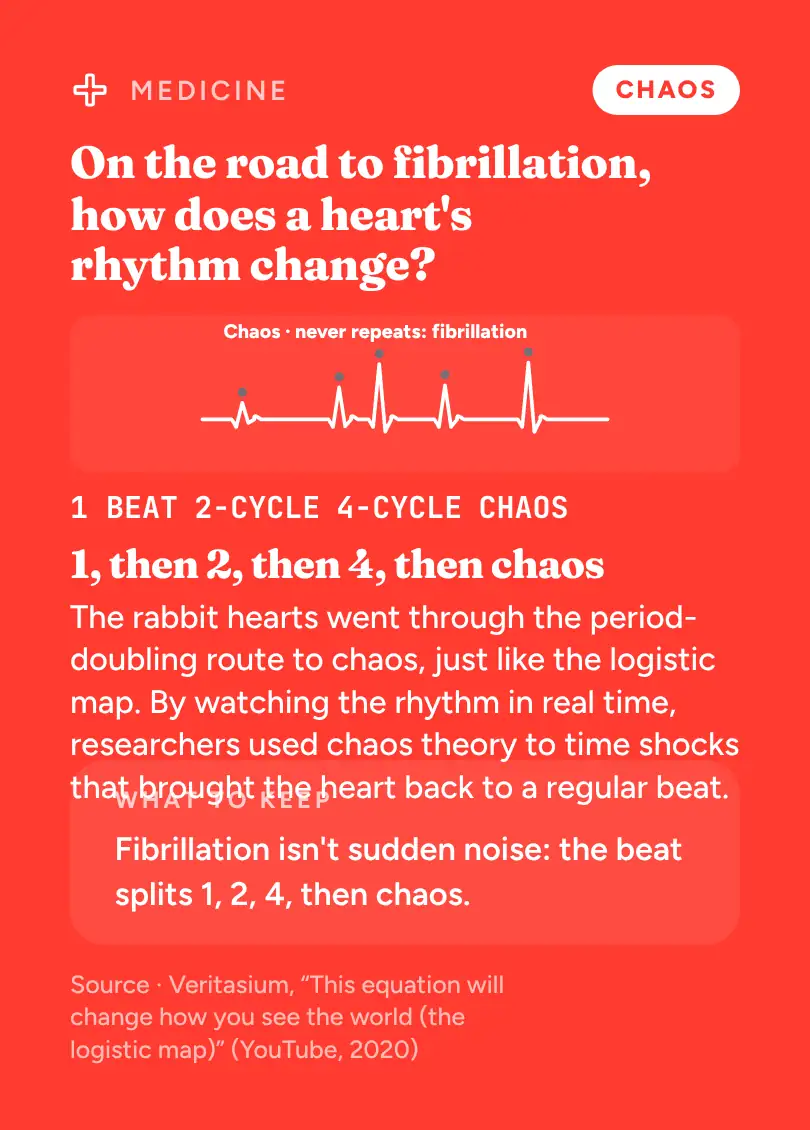 MEDICINE
CHAOS
On the road to fibrillation,
how does a heart's
rhythm change?
Chaos · never repeats: fibrillation
1 BEAT 2-CYCLE 4-CYCLE CHAOS
1, then 2, then 4, then chaos
The rabbit hearts went through the period-
doubling route to chaos, just like the logistic
map. By watching the rhythm in real time,
researchers used chaos theory to time shocks
that brought the heart back to a regular beat.
WHAT TO KEEP
Fibrillation isn't sudden noise: the beat
splits 1, 2, 4, then chaos.
Source · Veritasium, “This equation will
change how you see the world (the
logistic map)” (YouTube, 2020)